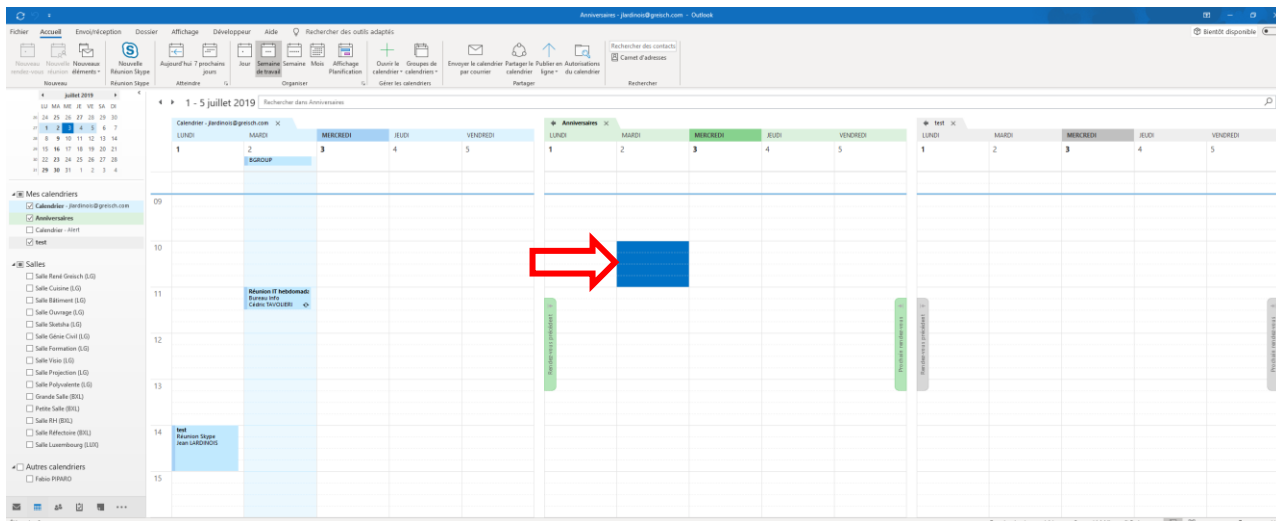 Anniversaires - jlardinois@greisch.com - Outlook
Fichier Accueil Envoi/réception Dossier Affichage Développeur Aide Rechercher des outils adaptés
Bientôt disponible
Nouveau rendez-vous
Nouvelle réunion
Nouveaux éléments
Nouvelle Réunion Skype
Aujourd'hui
7 prochains jours
Jour
Semaine de travail
Semaine
Mois
Affichage Planification
Ouvrir le calendrier
Groupes de calendriers
Envoyer le calendrier par courrier
Partager le calendrier
Publier en ligne
Autorisations du calendrier
Rechercher des contacts
Carnet d'adresses
Nouveau Réunion Skype Atteindre Organiser Gérer les calendriers Partager Rechercher
juillet 2019
LU MA ME JE VE SA DI
24 25 26 27 28 29 30
1 2 3 4 5 6 7
8 9 10 11 12 13 14
15 16 17 18 19 20 21
22 23 24 25 26 27 28
29 30 31 1 2 3 4
Mes calendriers
Calendrier - jlardinois@greisch.com
Anniversaires
Calendrier - Alert
test
Salles
Salle René Greisch (LG)
Salle Cuisine (LG)
Salle Bâtiment (LG)
Salle Ouvrage (LG)
Salle Sketsha (LG)
Salle Génie Civil (LG)
Salle Formation (LG)
Salle Visio (LG)
Salle Projection (LG)
Salle Polyvalente (LG)
Grande Salle (BXL)
Petite Salle (BXL)
Salle RH (BXL)
Salle Réfectoire (BXL)
Salle Luxembourg (LUX)
Autres calendriers
Fabio PIPARO
1 - 5 juillet 2019
Rechercher dans Anniversaires
Calendrier - jlardinois@greisch.com
LUNDI MARDI MERCREDI JEUDI VENDREDI
1 2 3 4 5
BGROUP
09
10
11
12
13
14
15
Réunion IT hebdomada
Bureau Info
Cédric TAVOLIERI
test
Réunion Skype
Jean LARDINOIS
Anniversaires
LUNDI MARDI MERCREDI JEUDI VENDREDI
1 2 3 4 5
Rendez-vous précédent
Prochain rendez-vous
test
LUNDI MARDI MERCREDI JEUDI VENDREDI
1 2 3 4 5
Rendez-vous précédent
Prochain rendez-vous